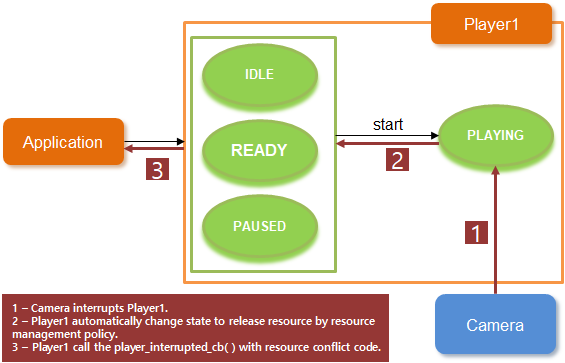 Player1
IDLE
start
Application
READY
PLAYING
2
3
PAUSED
1
1 – Camera interrupts Player1.
2 – Player1 automatically change state to release resource by resource
management policy.
3 – Player1 call the player_interrupted_cb( ) with resource conflict code.
Camera